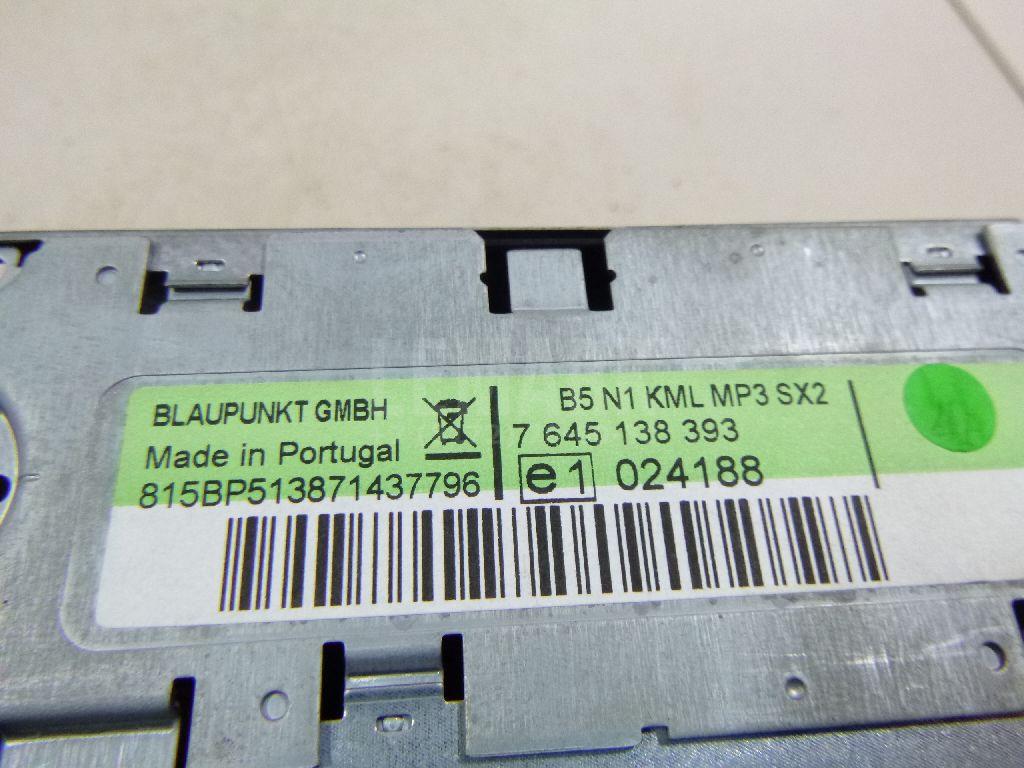 BLAUPUNKT GMBH
Made in Portugal
815BP513871437796
B5 N1 KML MP3 SX2
7 645 138 393
e1 024188